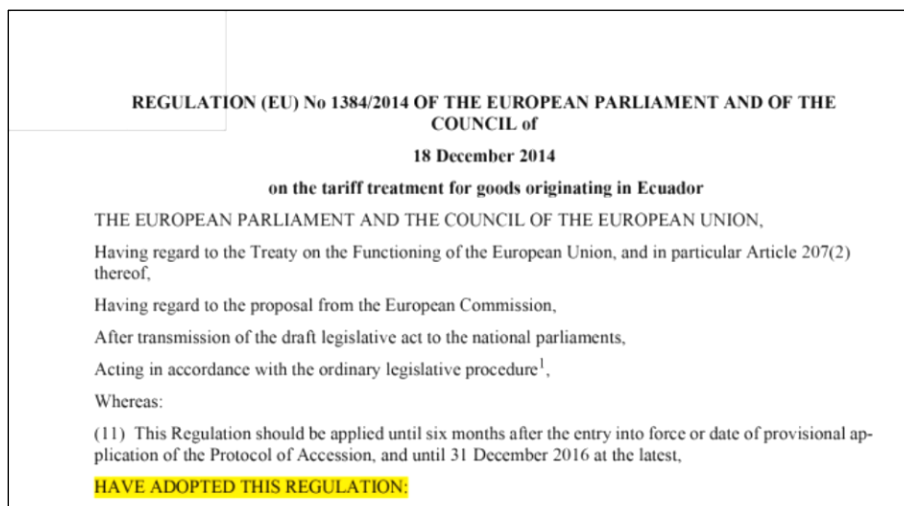 REGULATION (EU) No 1384/2014 OF THE EUROPEAN PARLIAMENT AND OF THE
COUNCIL of
18 December 2014
on the tariff treatment for goods originating in Ecuador
THE EUROPEAN PARLIAMENT AND THE COUNCIL OF THE EUROPEAN UNION,
Having regard to the Treaty on the Functioning of the European Union, and in particular Article 207(2)
thereof,
Having regard to the proposal from the European Commission,
After transmission of the draft legislative act to the national parliaments,
Acting in accordance with the ordinary legislative procedure¹,
Whereas:
(11) This Regulation should be applied until six months after the entry into force or date of provisional ap-
plication of the Protocol of Accession, and until 31 December 2016 at the latest,
HAVE ADOPTED THIS REGULATION: